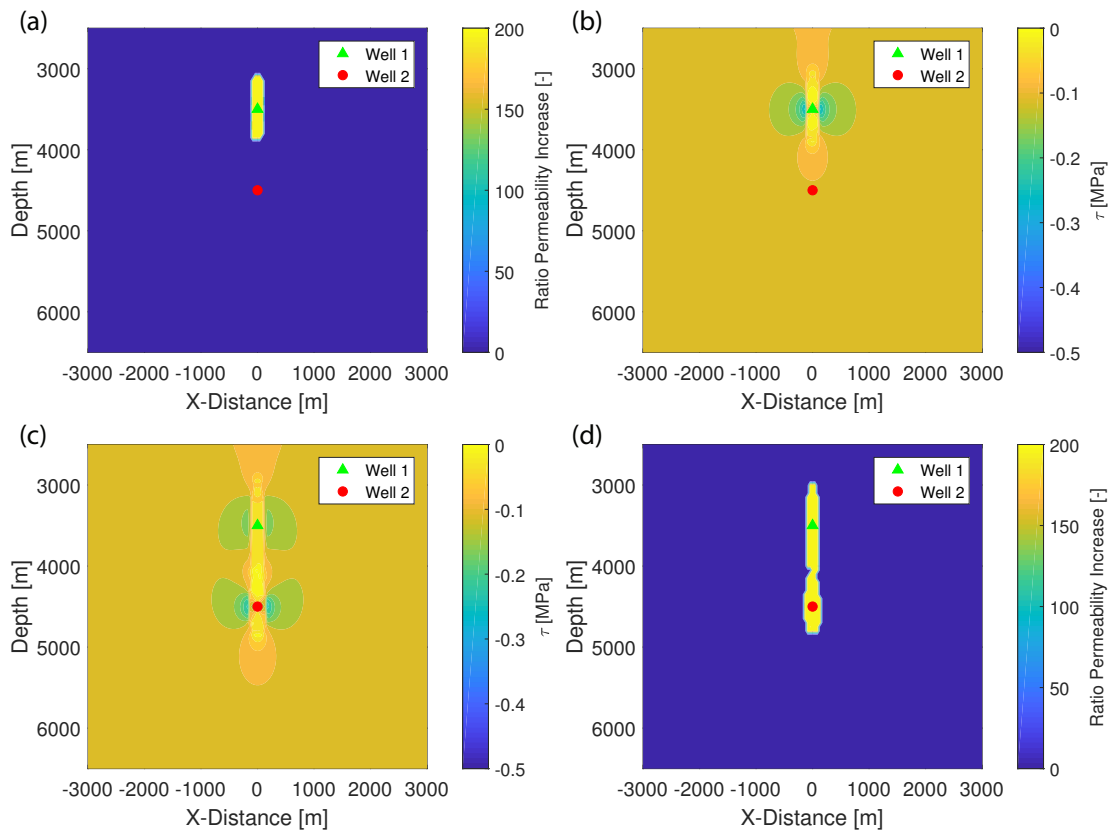 (a)
3000
4000
5000
6000
Depth [m]
-3000 -2000 -1000 0 1000 2000 3000
X-Distance [m]
Well 1
Well 2
200
150
100
50
0
Ratio Permeability Increase [-]
(b)
3000
4000
5000
6000
Depth [m]
-3000 -2000 -1000 0 1000 2000 3000
X-Distance [m]
Well 1
Well 2
0
-0.1
-0.2
-0.3
-0.4
-0.5
τ [MPa]
(c)
3000
4000
5000
6000
Depth [m]
-3000 -2000 -1000 0 1000 2000 3000
X-Distance [m]
Well 1
Well 2
0
-0.1
-0.2
-0.3
-0.4
-0.5
τ [MPa]
(d)
3000
4000
5000
6000
Depth [m]
-3000 -2000 -1000 0 1000 2000 3000
X-Distance [m]
Well 1
Well 2
200
150
100
50
0
Ratio Permeability Increase [-]